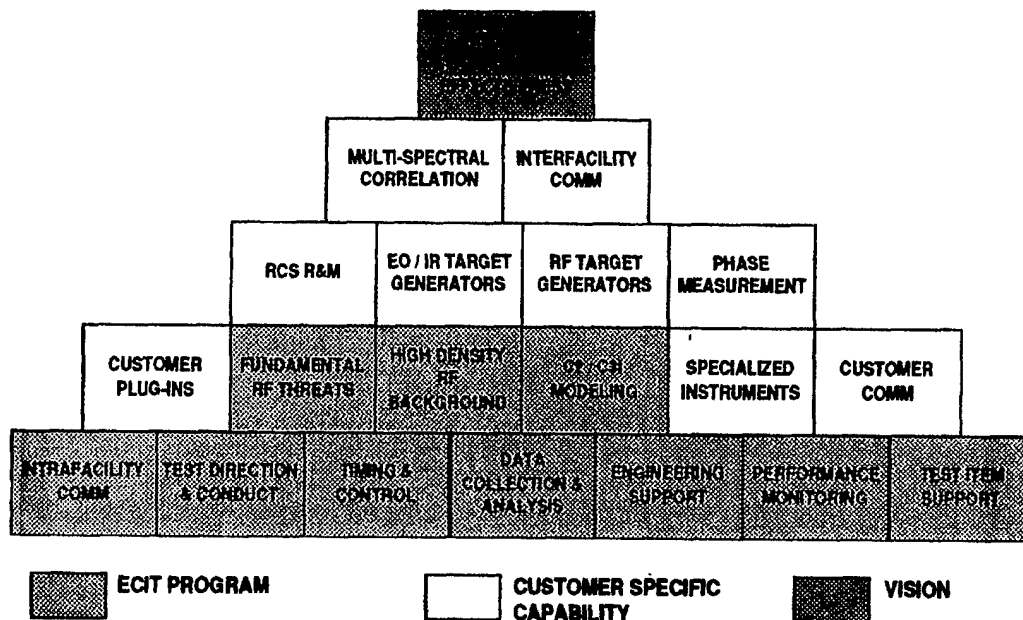 MULTI-SPECTRAL
CORRELATION
INTERFACILITY
COMM
RCS R&M
EO / IR TARGET
GENERATORS
RF TARGET
GENERATORS
PHASE
MEASUREMENT
CUSTOMER
PLUG-INS
FUNDAMENTAL
RF THREATS
HIGH DENSITY
RF
BACKGROUND
MODELING
SPECIALIZED
INSTRUMENTS
CUSTOMER
COMM
INTRAFACILITY
COMM
TEST DIRECTION
& CONDUCT
TIMING &
CONTROL
DATA
COLLECTION &
ANALYSIS
ENGINEERING
SUPPORT
PERFORMANCE
MONITORING
TEST ITEM
SUPPORT
ECIT PROGRAM
CUSTOMER SPECIFIC
CAPABILITY
VISION